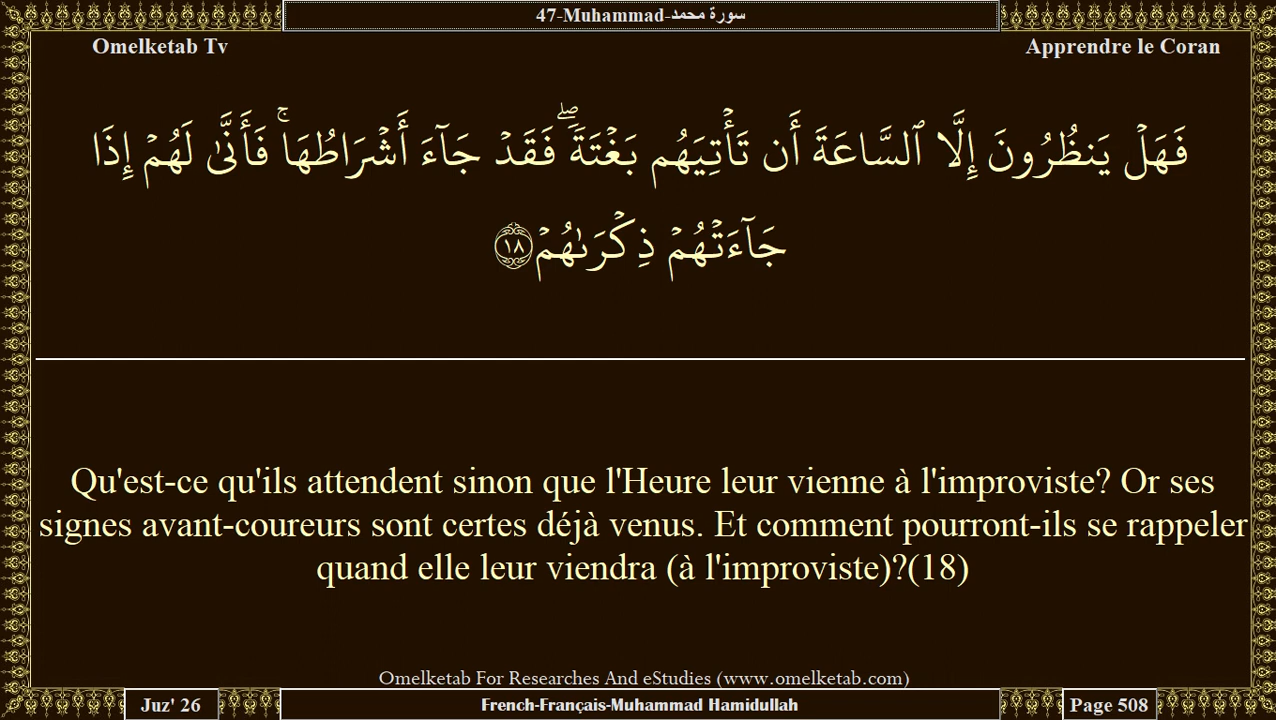 47-Muhammad-سورة محمد
Omelketab Tv
Apprendre le Coran
فَهَلۡ يَنظُرُونَ إِلَّا ٱلسَّاعَةَ أَن تَأۡتِيَهُم بَغۡتَةٗۖ فَقَدۡ جَآءَ أَشۡرَاطُهَاۚ فَأَنَّىٰ لَهُمۡ إِذَا
جَآءَتۡهُمۡ ذِكۡرَىٰهُمۡ ١٨
Qu'est-ce qu'ils attendent sinon que l'Heure leur vienne à l'improviste? Or ses
signes avant-coureurs sont certes déjà venus. Et comment pourront-ils se rappeler
quand elle leur viendra (à l'improviste)?(18)
Omelketab For Researches And eStudies (www.omelketab.com)
Juz' 26
French-Français-Muhammad Hamidullah
Page 508